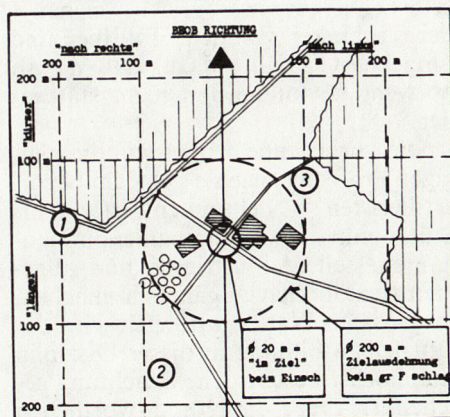 BEOB RICHTUNG
"nach rechts"
"nach links"
200 m
100 m
100 m
200 m
200 m
"kürzer"
100 m
1
3
"länger"
100 m
2
200 m
ø 20 m =
"im Ziel"
beim Einsch
ø 200 m =
Zielausdehnung
beim gr F schlag